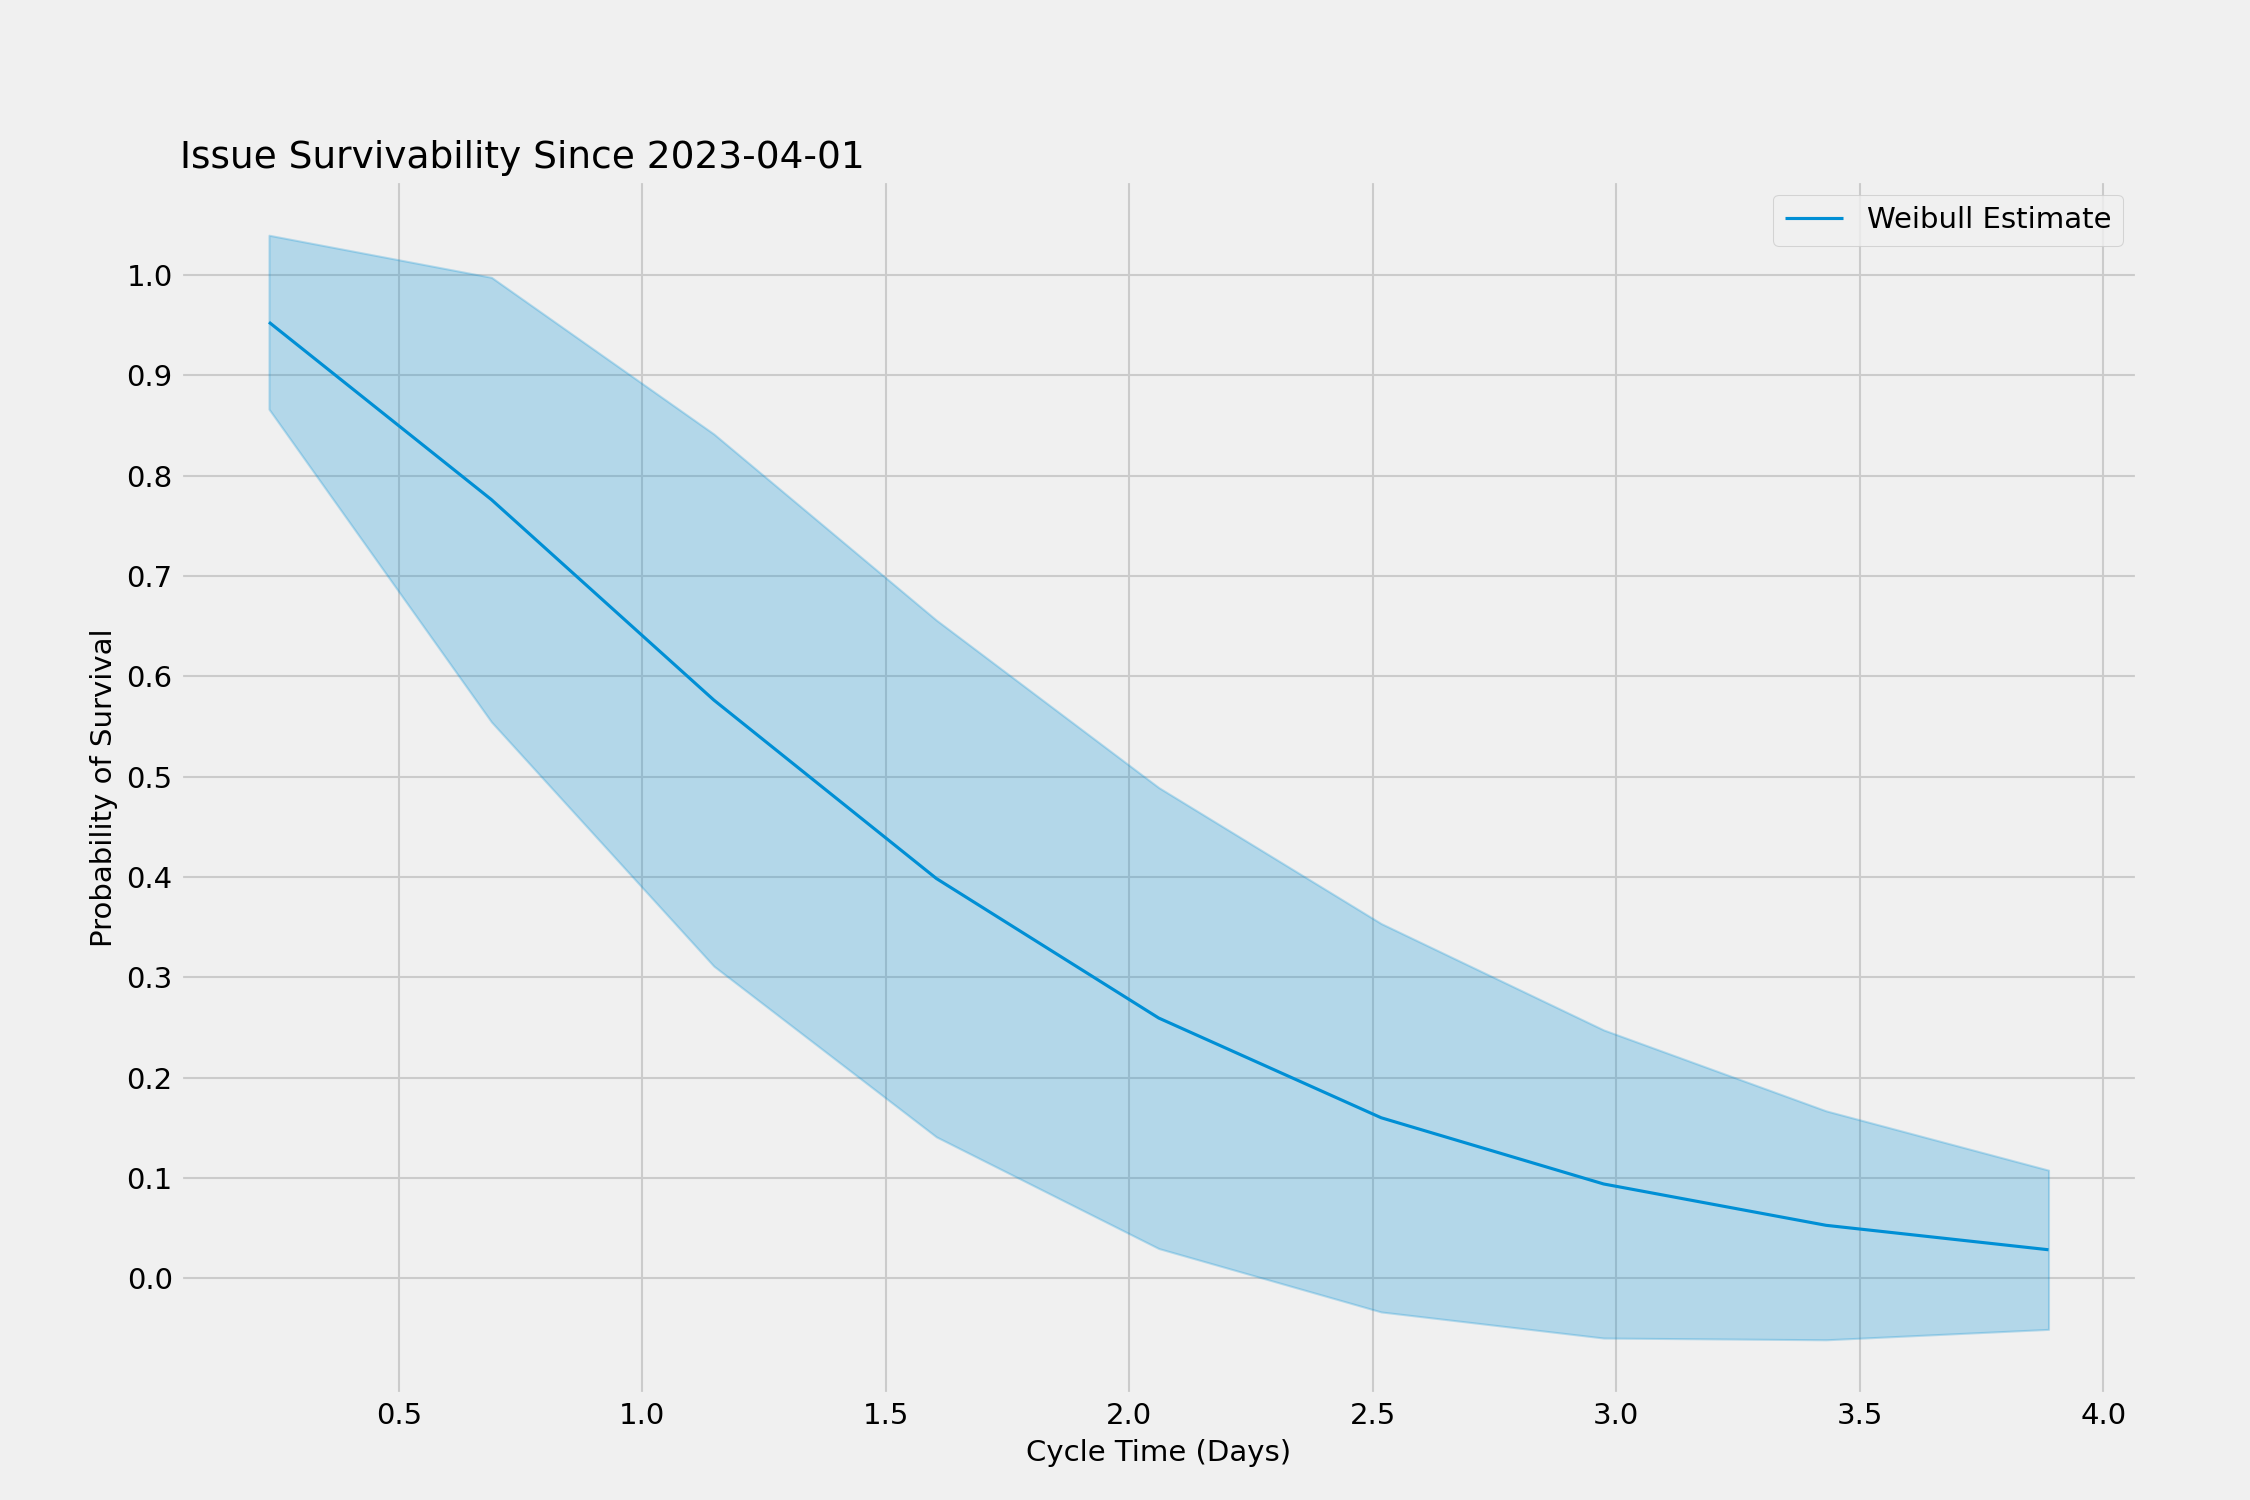 Issue Survivability Since 2023-04-01
Weibull Estimate
1.0
0.9
0.8
0.7
0.6
0.5
0.4
0.3
0.2
0.1
0.0
Probability of Survival
0.5 1.0 1.5 2.0 2.5 3.0 3.5 4.0
Cycle Time (Days)